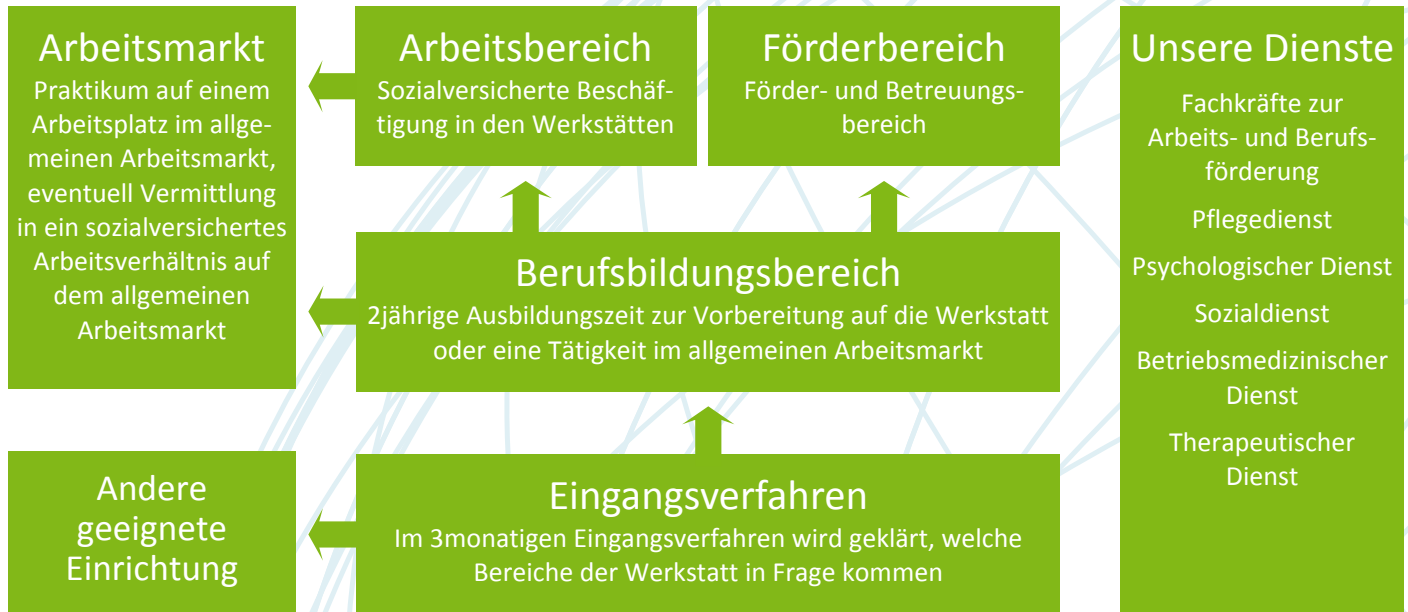 Arbeitsmarkt
Praktikum auf einem
Arbeitsplatz im allge-
meinen Arbeitsmarkt,
eventuell Vermittlung
in ein sozialversichertes
Arbeitsverhältnis auf
dem allgemeinen
Arbeitsmarkt
Arbeitsbereich
Sozialversicherte Beschäf-
tigung in den Werkstätten
Förderbereich
Förder- und Betreuungs-
bereich
Berufsbildungsbereich
2jährige Ausbildungszeit zur Vorbereitung auf die Werkstatt
oder eine Tätigkeit im allgemeinen Arbeitsmarkt
Andere
geeignete
Einrichtung
Eingangsverfahren
Im 3monatigen Eingangsverfahren wird geklärt, welche
Bereiche der Werkstatt in Frage kommen
Unsere Dienste
Fachkräfte zur
Arbeits- und Berufs-
förderung
Pflegedienst
Psychologischer Dienst
Sozialdienst
Betriebsmedizinischer
Dienst
Therapeutischer
Dienst